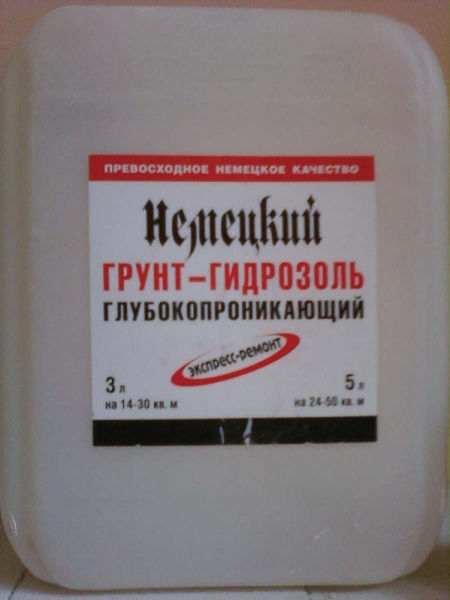 ПРЕВОСХОДНОЕ НЕМЕЦКОЕ КАЧЕСТВО
Немецкий
ГРУНТ-ГИДРОЗОЛЬ
ГЛУБОКОПРОНИКАЮЩИЙ
экспресс-ремонт
3 л
на 14-30 кв. м
5 л
на 24-50 кв. м